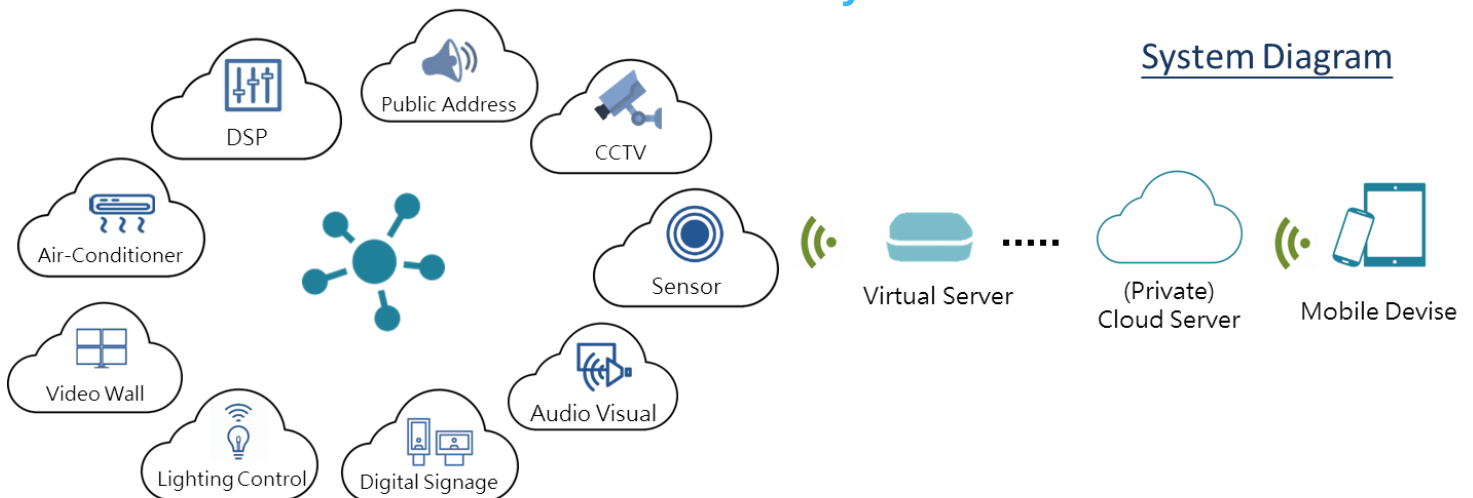 System Diagram
Public Address
DSP
CCTV
Air-Conditioner
Sensor
Virtual Server
(Private)
Cloud Server
Mobile Devise
Video Wall
Audio Visual
Lighting Control
Digital Signage